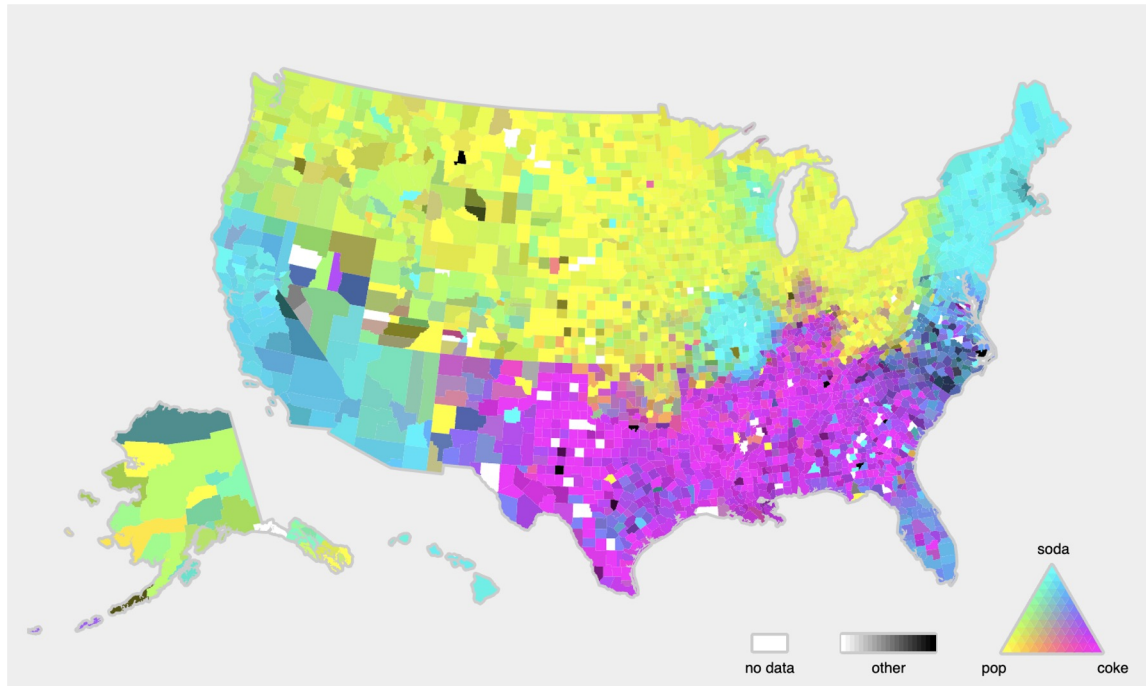 soda
pop
coke
no data
other